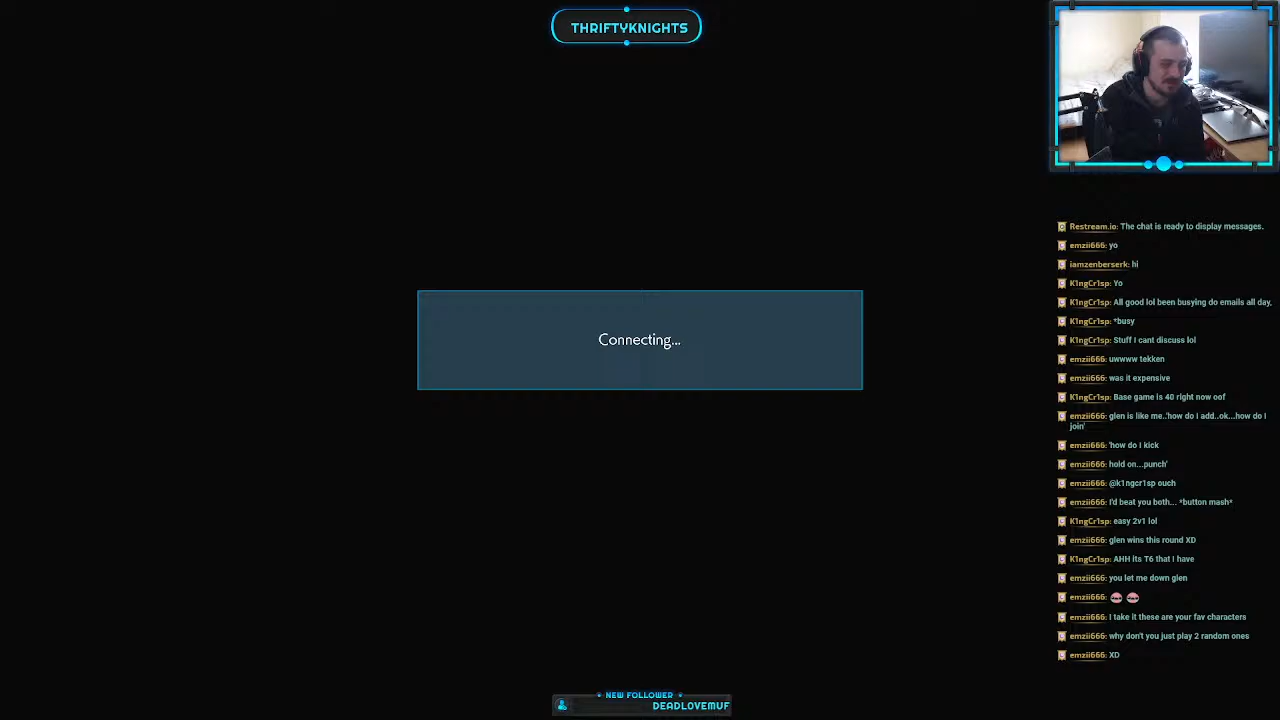 THRIFTYKNIGHTS
Connecting...
Restream.io: The chat is ready to display messages.
emzii666: yo
iamzenberserk: hi
K1ngCr1sp: Yo
K1ngCr1sp: All good lol been busying do emails all day,
K1ngCr1sp: *busy
K1ngCr1sp: Stuff I cant discuss lol
emzii666: uwwww tekken
emzii666: was it expensive
K1ngCr1sp: Base game is 40 right now oof
emzii666: glen is like me..'how do I add..ok...how do I
join'
emzii666: 'how do I kick
emzii666: hold on...punch'
emzii666: @k1ngcr1sp ouch
emzii666: I'd beat you both... *button mash*
K1ngCr1sp: easy 2v1 lol
emzii666: glen wins this round XD
K1ngCr1sp: AHH its T6 that I have
emzii666: you let me down glen
emzii666:
emzii666: I take it these are your fav characters
emzii666: why don't you just play 2 random ones
emzii666: XD
NEW FOLLOWER
DEADLOVEMUF